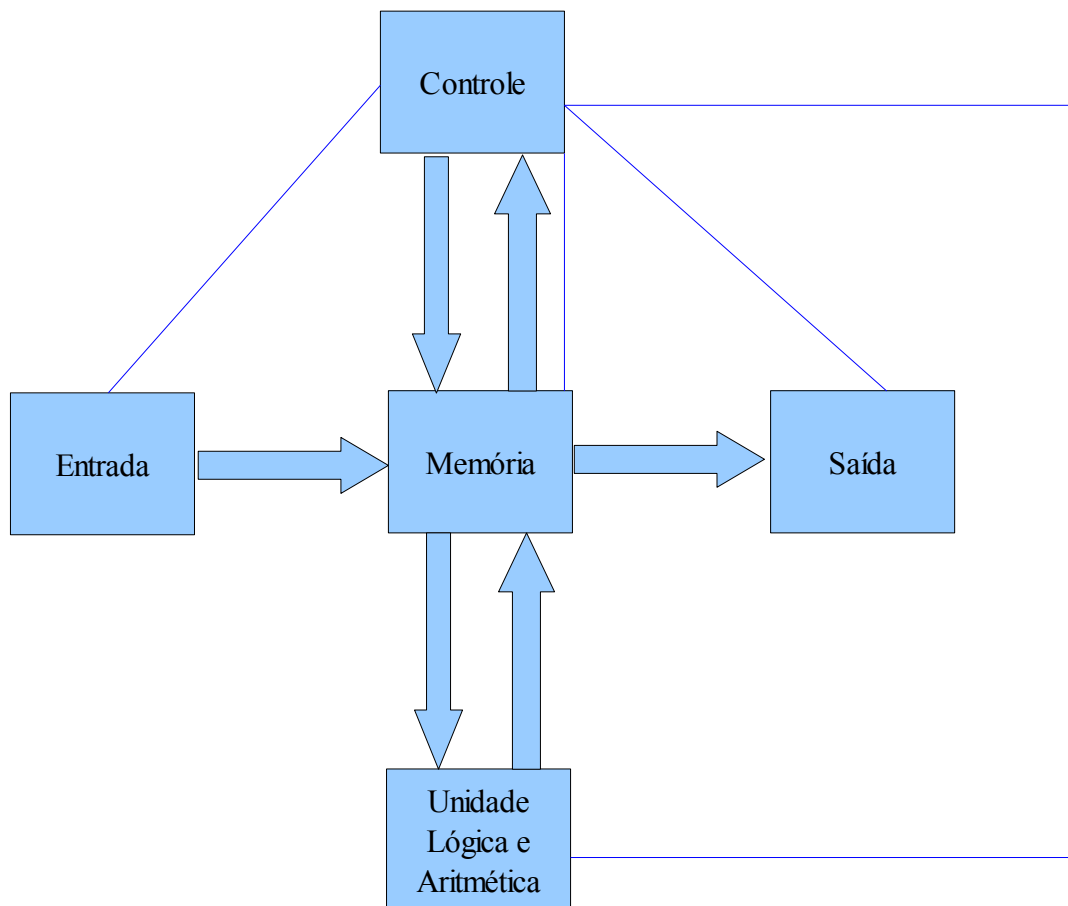 Controle
Entrada
Memória
Saída
Unidade
Lógica e
Aritmética